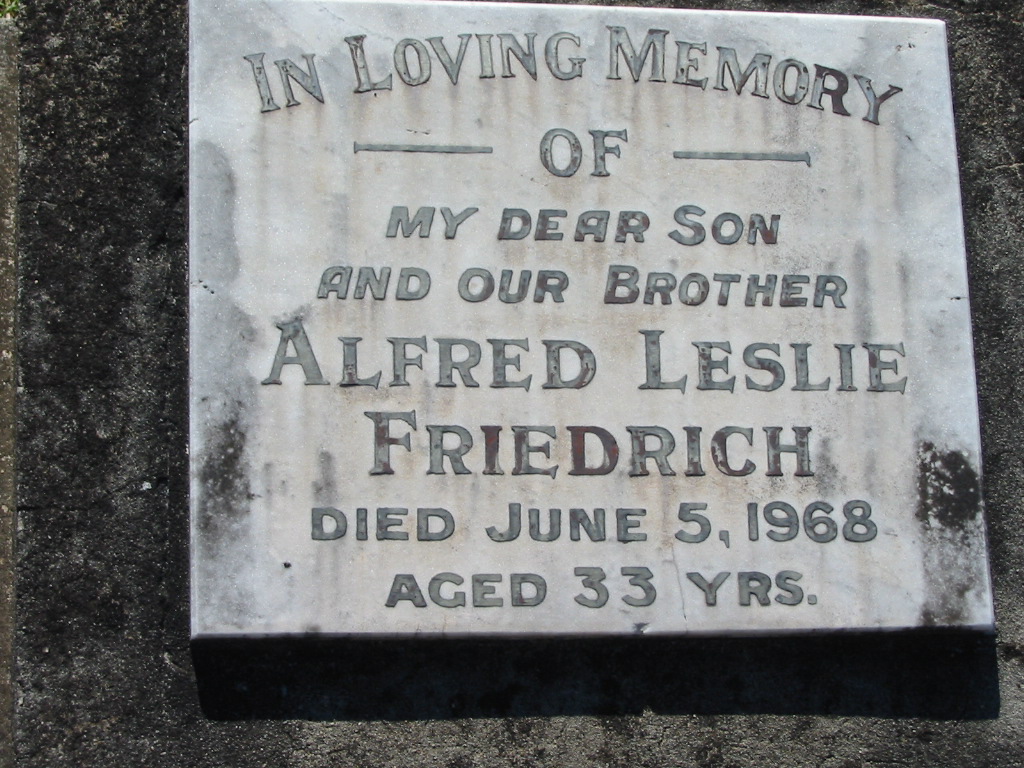 IN LOVING MEMORY
OF
MY DEAR SON
AND OUR BROTHER
ALFRED LESLIE
FRIEDRICH
DIED JUNE 5, 1968
AGED 33 YRS.